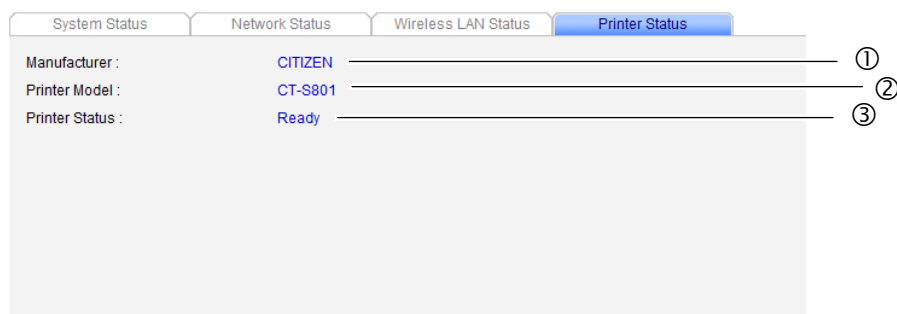 System Status Network Status Wireless LAN Status Printer Status
Manufacturer : CITIZEN ①
Printer Model : CT-S801 ②
Printer Status : Ready ③